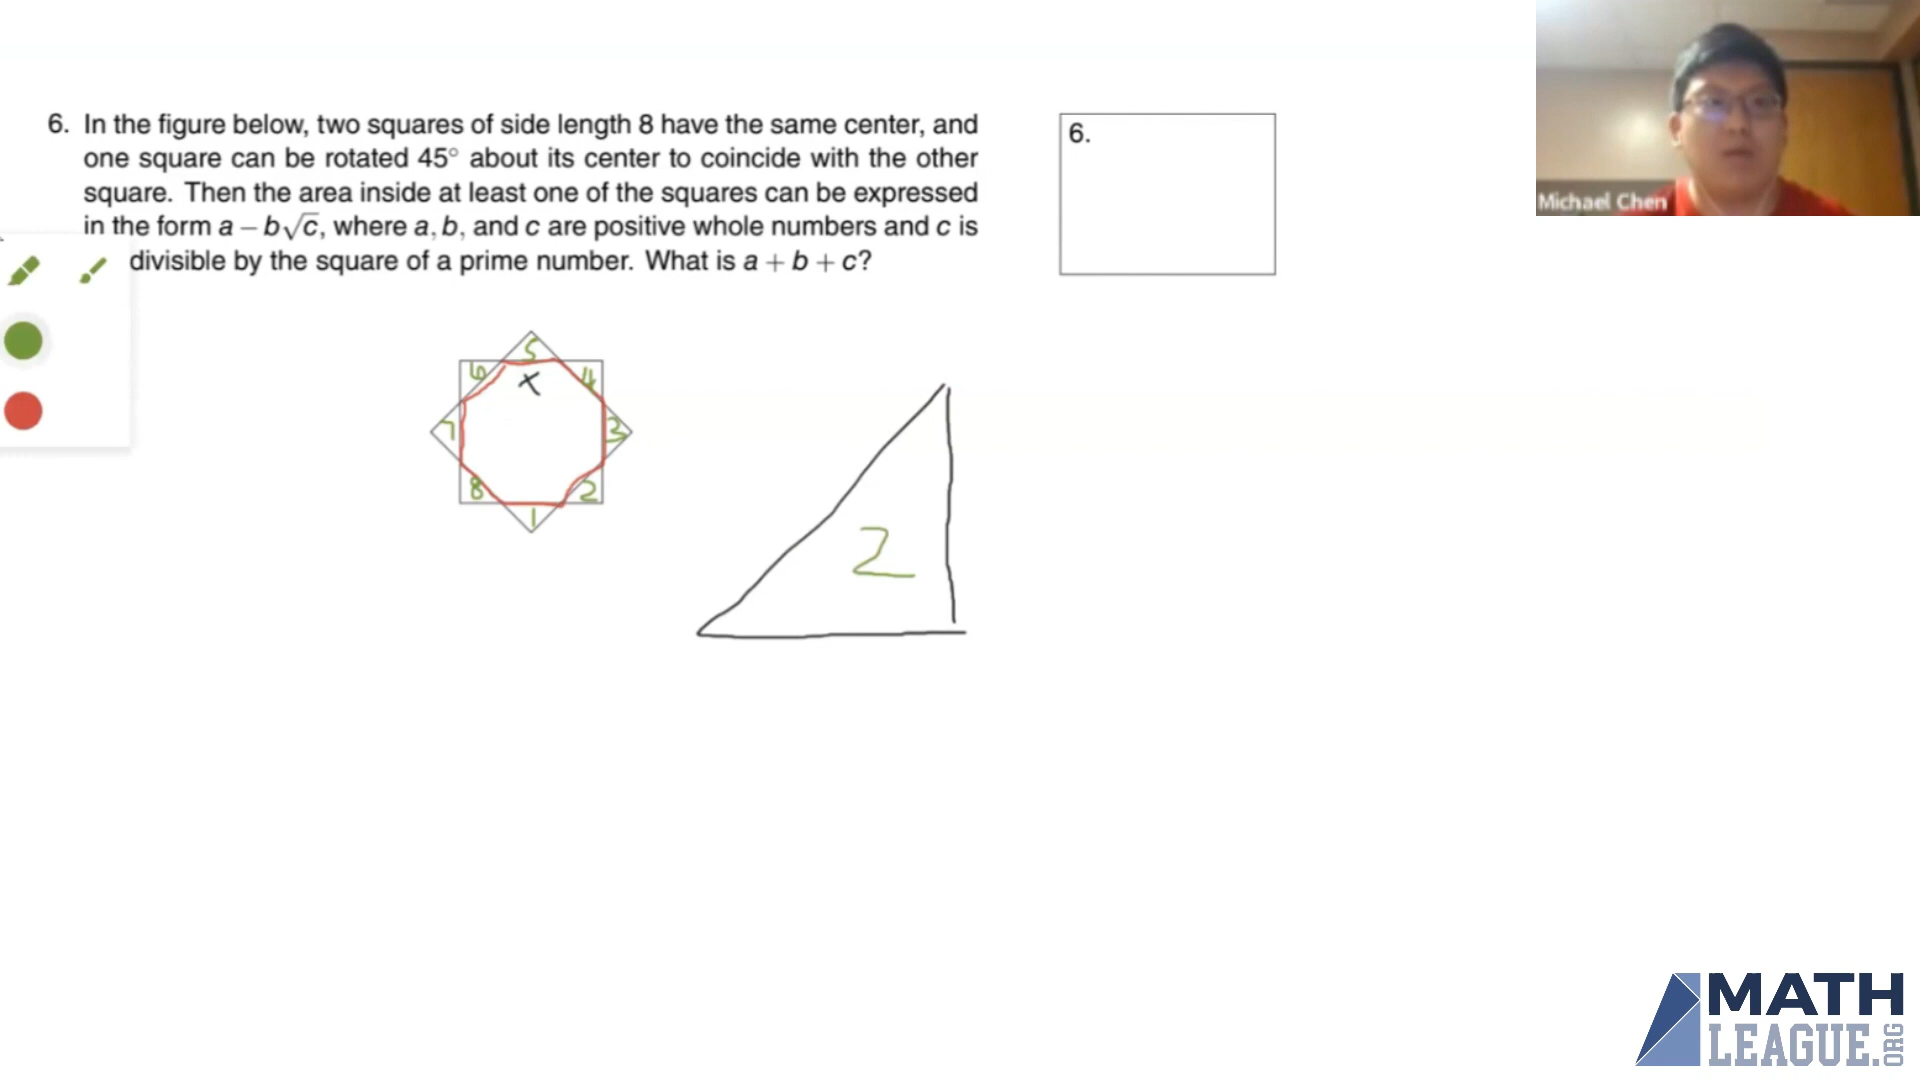 6. In the figure below, two squares of side length 8 have the same center, and
one square can be rotated 45° about its center to coincide with the other
square. Then the area inside at least one of the squares can be expressed
in the form a − b√c, where a, b, and c are positive whole numbers and c is
divisible by the square of a prime number. What is a + b + c?
6.
Michael Chen
5
6
x
4
7
3
8
2
1
2
MATH
LEAGUE.ORG